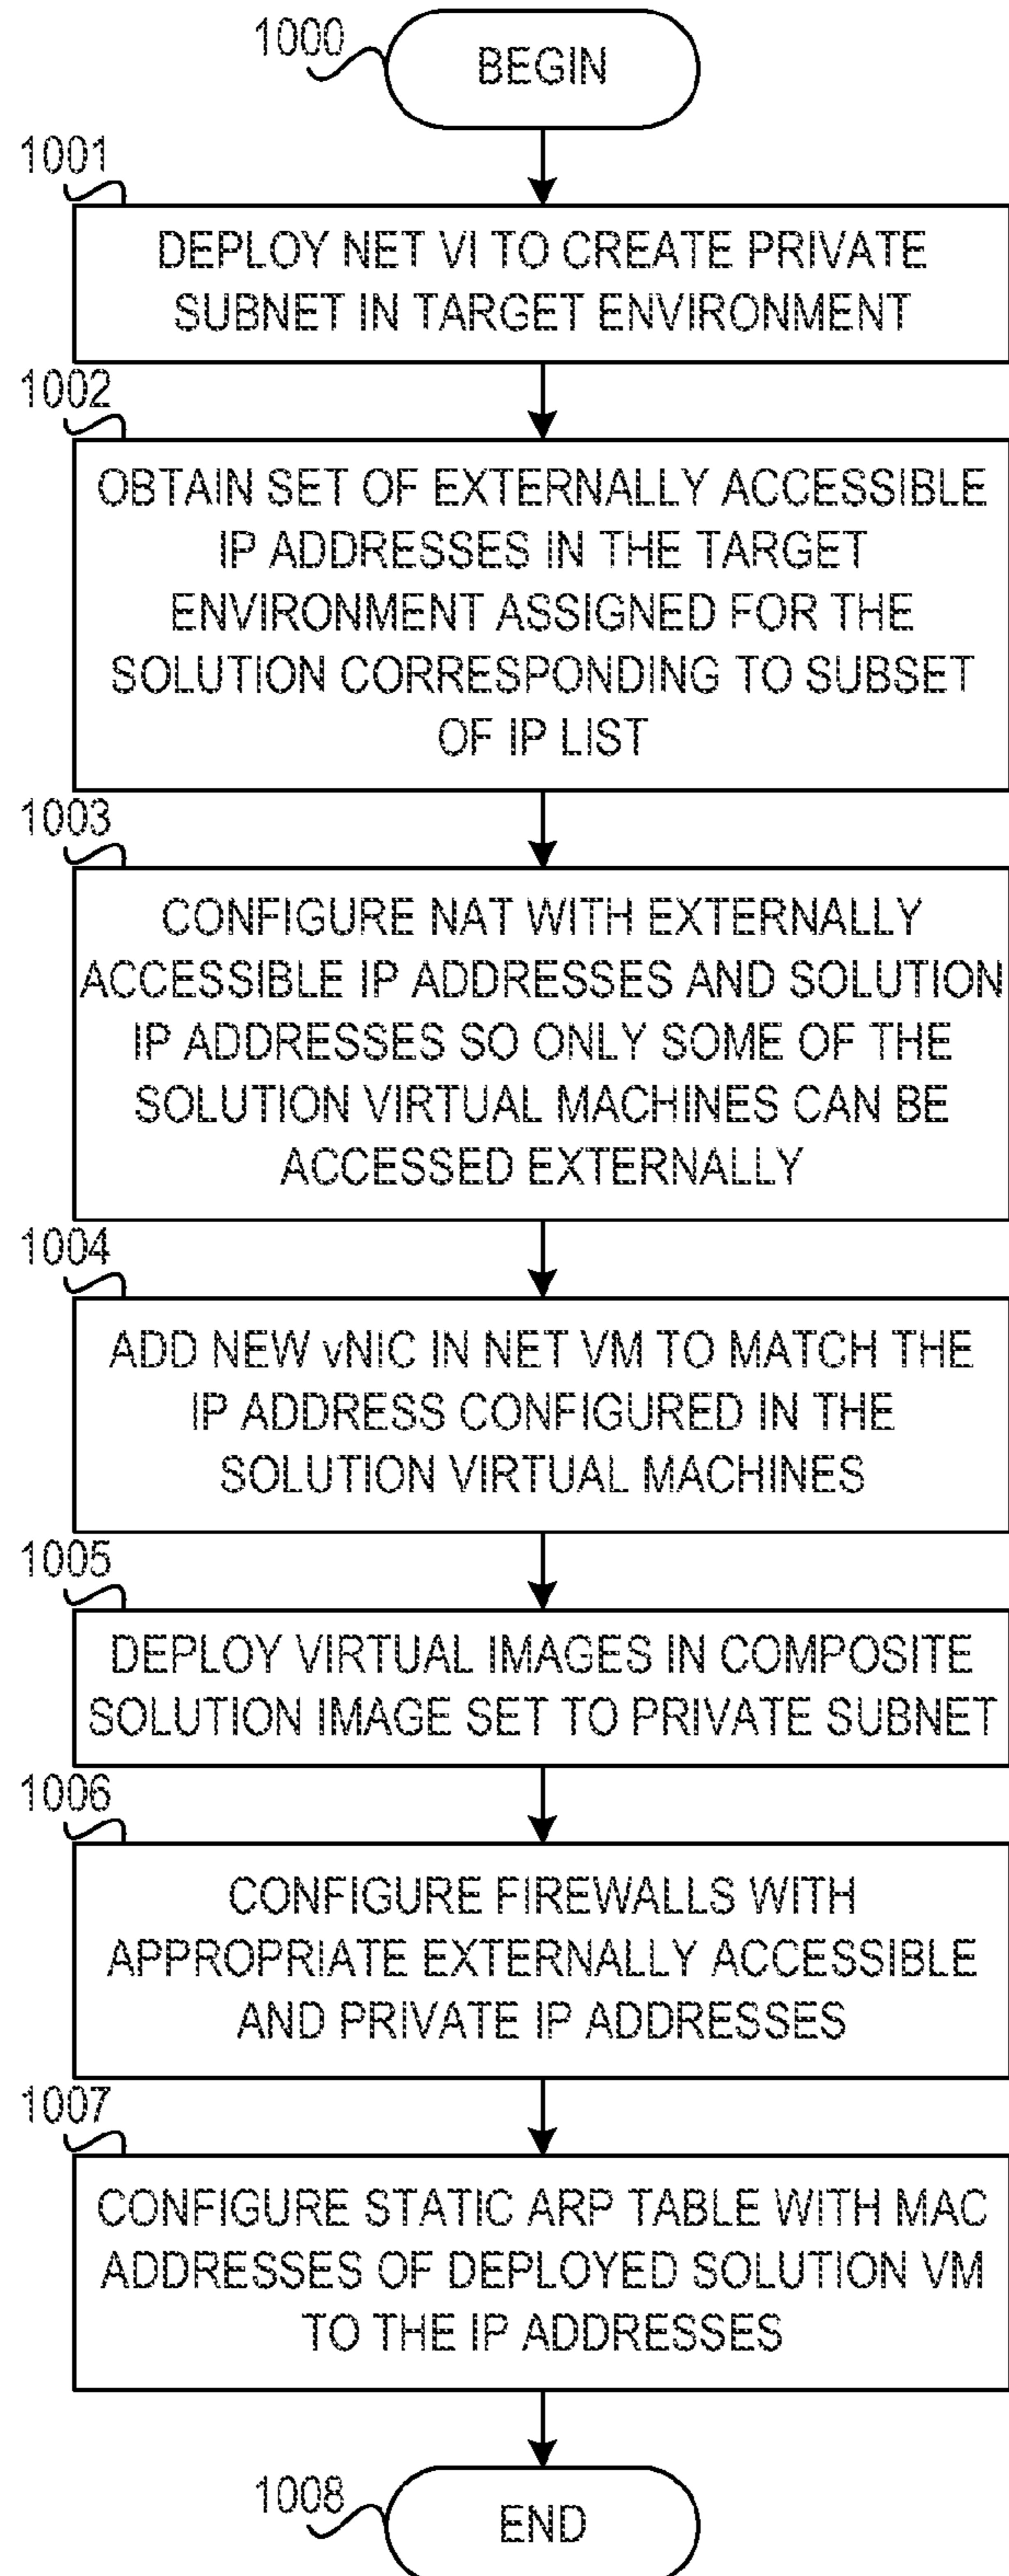 1000
BEGIN
1001
DEPLOY NET VI TO CREATE PRIVATE
SUBNET IN TARGET ENVIRONMENT
1002
OBTAIN SET OF EXTERNALLY ACCESSIBLE
IP ADDRESSES IN THE TARGET
ENVIRONMENT ASSIGNED FOR THE
SOLUTION CORRESPONDING TO SUBSET
OF IP LIST
1003
CONFIGURE NAT WITH EXTERNALLY
ACCESSIBLE IP ADDRESSES AND SOLUTION
IP ADDRESSES SO ONLY SOME OF THE
SOLUTION VIRTUAL MACHINES CAN BE
ACCESSED EXTERNALLY
1004
ADD NEW vNIC IN NET VM TO MATCH THE
IP ADDRESS CONFIGURED IN THE
SOLUTION VIRTUAL MACHINES
1005
DEPLOY VIRTUAL IMAGES IN COMPOSITE
SOLUTION IMAGE SET TO PRIVATE SUBNET
1006
CONFIGURE FIREWALLS WITH
APPROPRIATE EXTERNALLY ACCESSIBLE
AND PRIVATE IP ADDRESSES
1007
CONFIGURE STATIC ARP TABLE WITH MAC
ADDRESSES OF DEPLOYED SOLUTION VM
TO THE IP ADDRESSES
1008
END